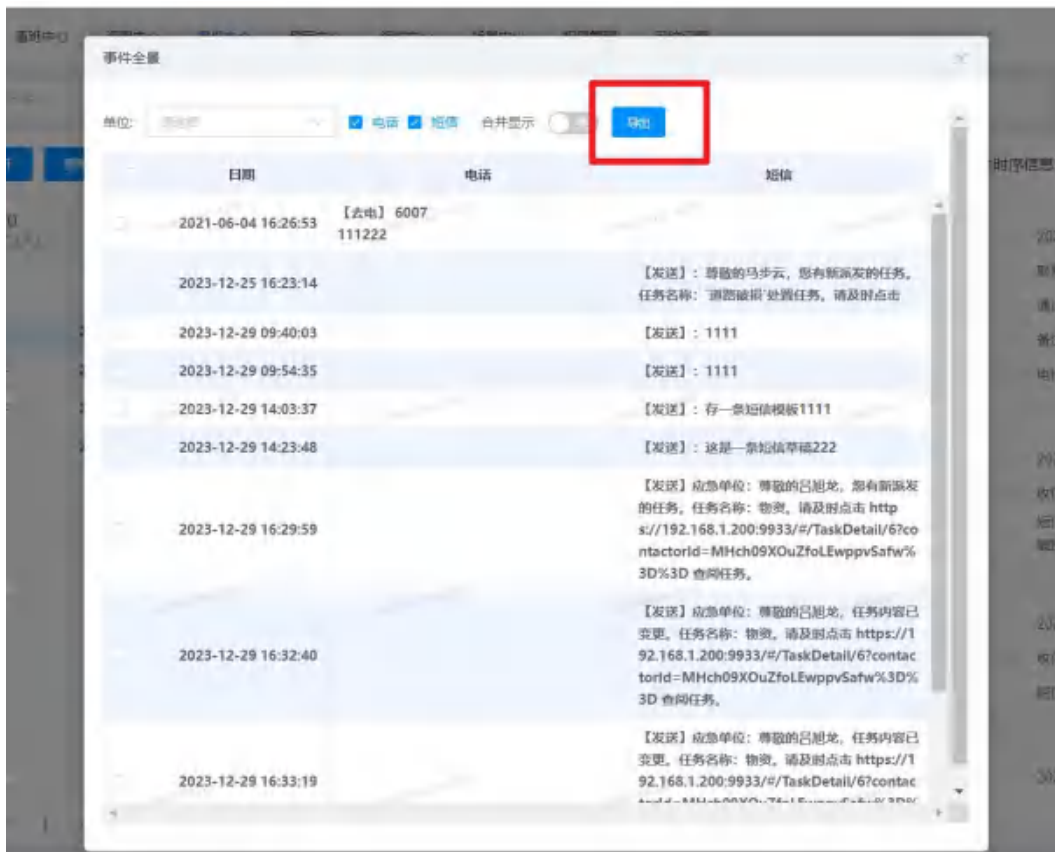 事件全景
单位:
电话 短信 合并显示 导出
日期 电话 短信
2021-06-04 16:26:53 【去电】 6007
111222
2023-12-25 16:23:14 【发送】: 尊敬的马步云, 您有新派发的任务,
任务名称: '道路破损'处置任务, 请及时点击
2023-12-29 09:40:03 【发送】: 1111
2023-12-29 09:54:35 【发送】: 1111
2023-12-29 14:03:37 【发送】: 存一条短信模板1111
2023-12-29 14:23:48 【发送】: 这是一条短信草稿222
【发送】应急单位: 尊敬的吕旭龙, 您有新派发
的任务, 任务名称: 物资, 请及时点击 http
2023-12-29 16:29:59 s://192.168.1.200:9933/#/TaskDetail/6?co
ntactorId=MHch09XOuZfoLEwppvSafw%
3D%3D 查阅任务。
【发送】应急单位: 尊敬的吕旭龙, 任务内容已
变更, 任务名称: 物资, 请及时点击 https://1
2023-12-29 16:32:40 92.168.1.200:9933/#/TaskDetail/6?contac
torId=MHch09XOuZfoLEwppvSafw%3D%
3D 查阅任务。
【发送】应急单位: 尊敬的吕旭龙, 任务内容已
变更, 任务名称: 物资, 请及时点击 https://1
2023-12-29 16:33:19 92.168.1.200:9933/#/TaskDetail/6?contac
时序信息